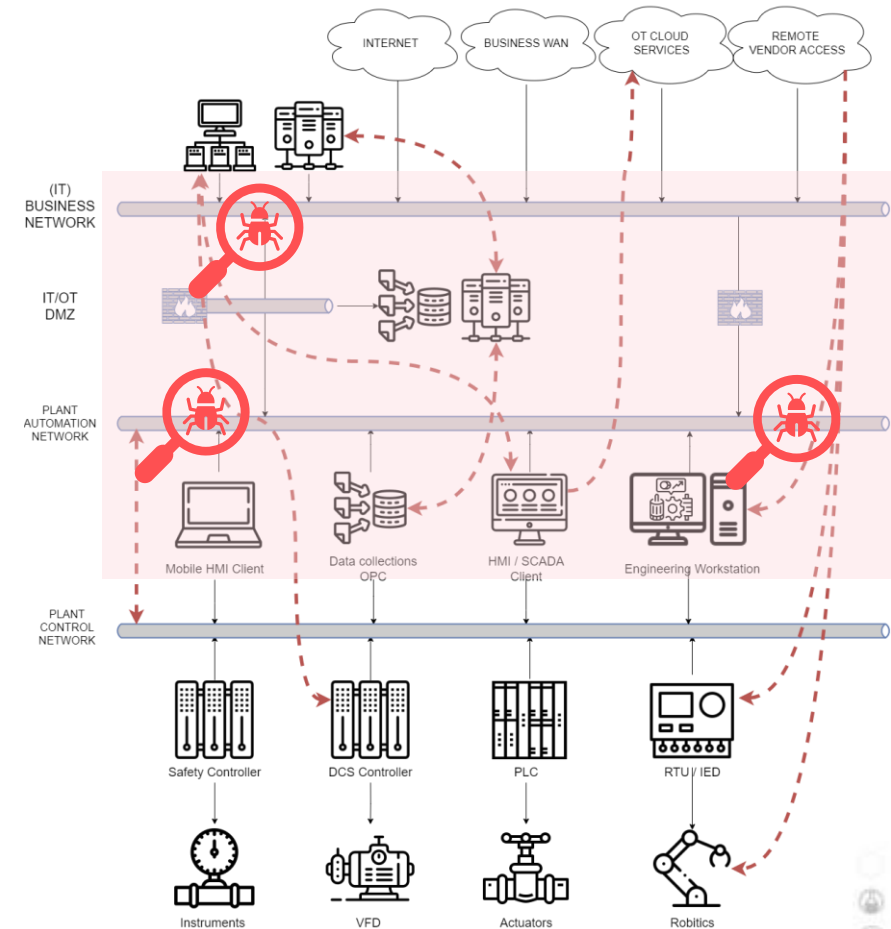 INTERNET
BUSINESS WAN
OT CLOUD
SERVICES
REMOTE
VENDOR ACCESS
(IT)
BUSINESS
NETWORK
IT/OT
DMZ
PLANT
AUTOMATION
NETWORK
Mobile HMI Client
Data collections
OPC
HMI / SCADA
Client
Engineering Workstation
PLANT
CONTROL
NETWORK
Safety Controller
DCS Controller
PLC
RTU / IED
Instruments
VFD
Actuators
Robitics